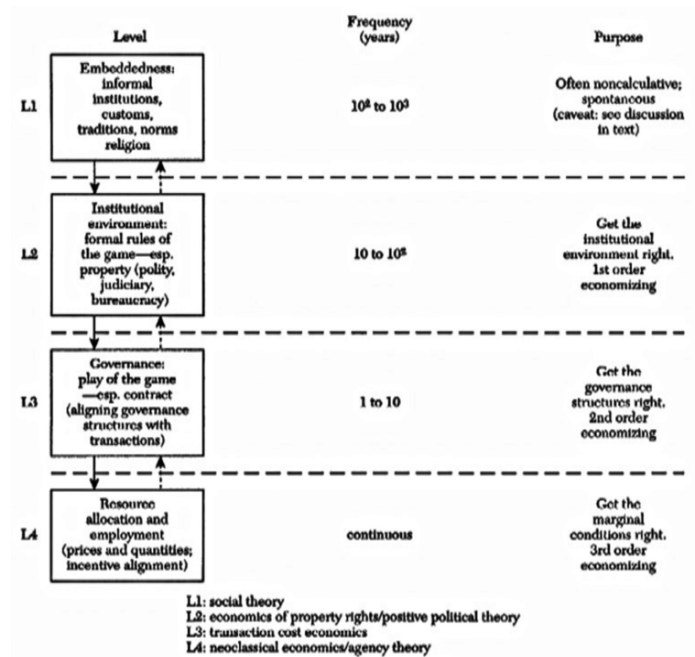 Level
Frequency
(years)
Purpose
L1
Embeddedness:
informal
institutions,
customs,
traditions, norms
religion
10² to 10³
Often noncalculative;
spontaneous
(caveat: see discussion
in text)
L2
Institutional
environment:
formal rules of
the game—esp.
property (polity,
judiciary,
bureaucracy)
10 to 10²
Get the
institutional
environment right.
1st order
economizing
L3
Governance:
play of the game
—esp. contract
(aligning governance
structures with
transactions)
1 to 10
Get the
governance
structures right.
2nd order
economizing
L4
Resource
allocation and
employment
(prices and quantities;
incentive alignment)
continuous
Get the
marginal
conditions right.
3rd order
economizing
L1: social theory
L2: economics of property rights/positive political theory
L3: transaction cost economics
L4: neoclassical economics/agency theory